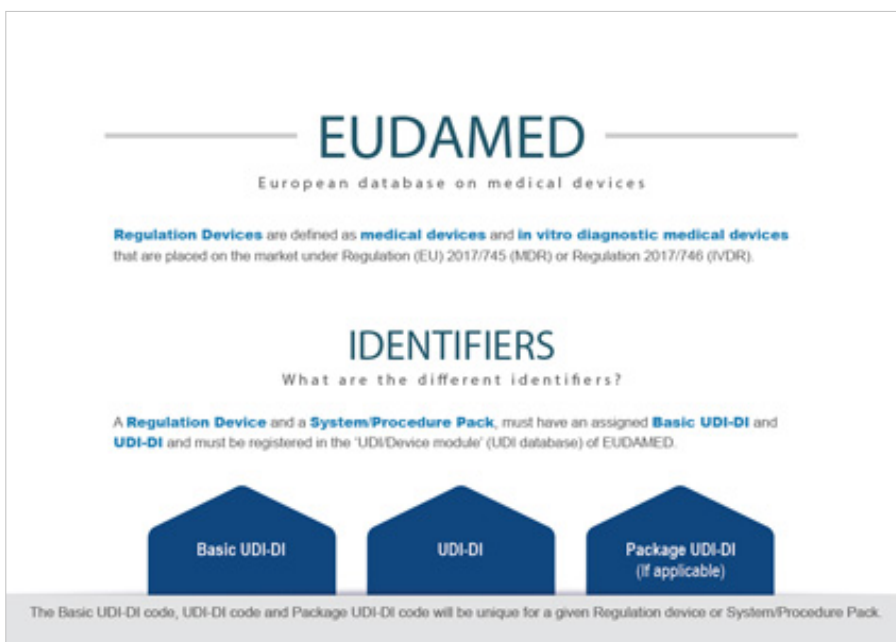 EUDAMED
European database on medical devices
Regulation Devices are defined as medical devices and in vitro diagnostic medical devices
that are placed on the market under Regulation (EU) 2017/745 (MDR) or Regulation 2017/746 (IVDR).
IDENTIFIERS
What are the different identifiers?
A Regulation Device and a System/Procedure Pack, must have an assigned Basic UDI-DI and
UDI-DI and must be registered in the 'UDI/Device module' (UDI database) of EUDAMED.
Basic UDI-DI
UDI-DI
Package UDI-DI
(If applicable)
The Basic UDI-DI code, UDI-DI code and Package UDI-DI code will be unique for a given Regulation device or System/Procedure Pack.